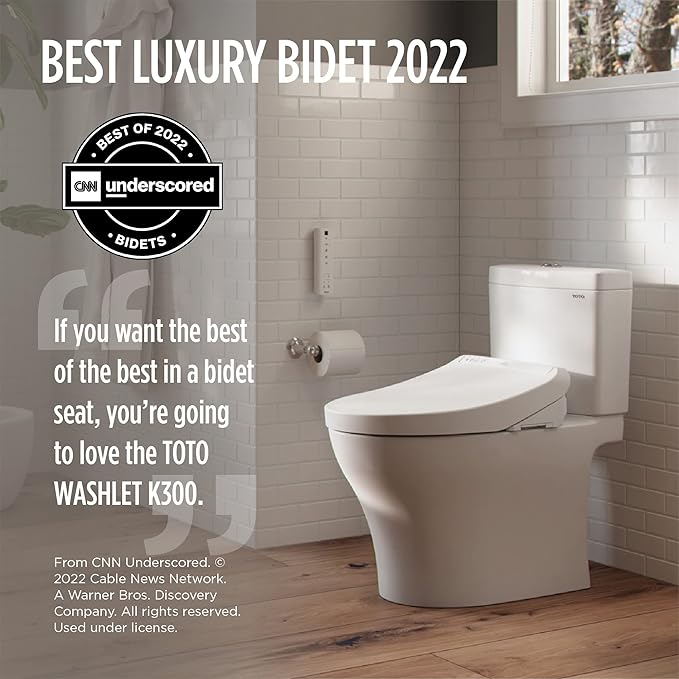 BEST LUXURY BIDET 2022
BEST OF 2022
CNN underscored
BIDETS
“If you want the best
of the best in a bidet
seat, you’re going
to love the TOTO
WASHLET K300.”
From CNN Underscored. ©
2022 Cable News Network.
A Warner Bros. Discovery
Company. All rights reserved.
Used under license.
TOTO